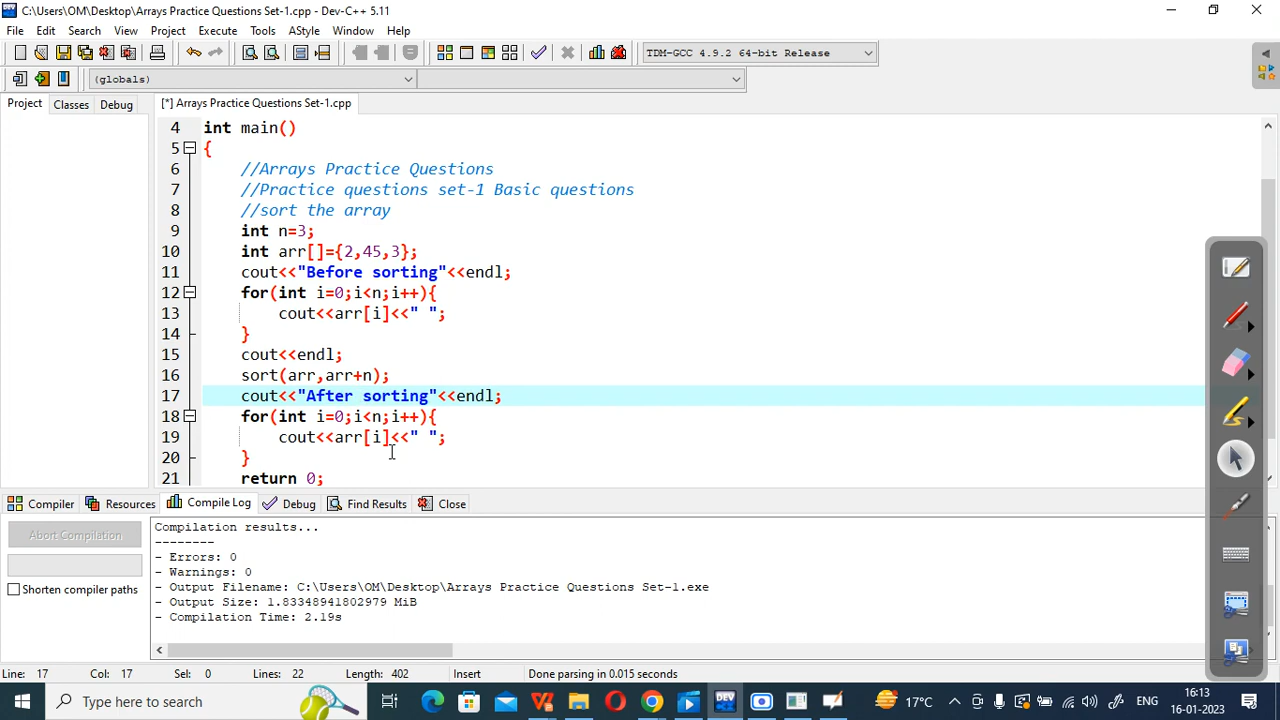 C:\Users\OM\Desktop\Arrays Practice Questions Set-1.cpp - Dev-C++ 5.11
File Edit Search View Project Execute Tools AStyle Window Help
TDM-GCC 4.9.2 64-bit Release
(globals)
Project Classes Debug [*] Arrays Practice Questions Set-1.cpp
4 int main()
5 {
6 //Arrays Practice Questions
7 //Practice questions set-1 Basic questions
8 //sort the array
9 int n=3;
10 int arr[]={2,45,3};
11 cout<<"Before sorting"<<endl;
12 for(int i=0;i<n;i++){
13 cout<<arr[i]<<" ";
14 }
15 cout<<endl;
16 sort(arr,arr+n);
17 cout<<"After sorting"<<endl;
18 for(int i=0;i<n;i++){
19 cout<<arr[i]<<" ";
20 }
21 return 0;
Compiler Resources Compile Log Debug Find Results Close
Abort Compilation
Shorten compiler paths
Compilation results...
--------
- Errors: 0
- Warnings: 0
- Output Filename: C:\Users\OM\Desktop\Arrays Practice Questions Set-1.exe
- Output Size: 1.83348941802979 MiB
- Compilation Time: 2.19s
Line: 17 Col: 17 Sel: 0 Lines: 22 Length: 402 Insert Done parsing in 0.015 seconds
Type here to search
DEV
17°C
ENG
16:13
16-01-2023